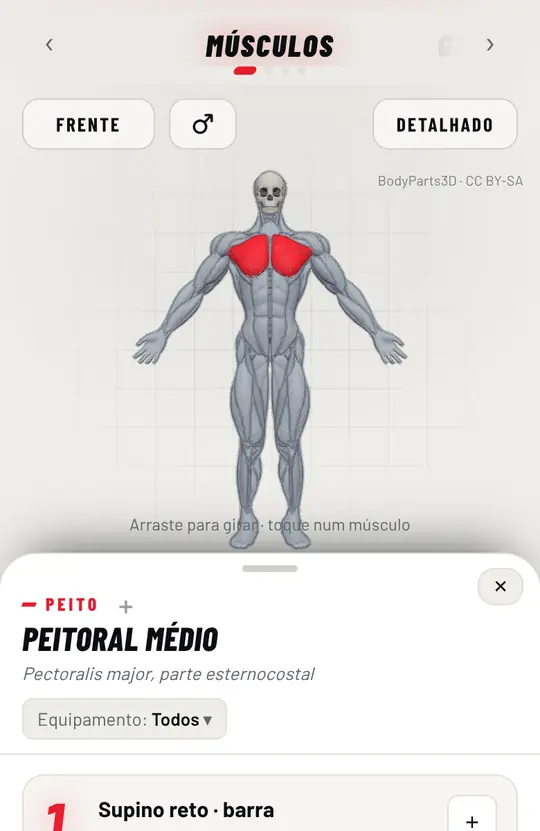 MÚSCULOS
FRENTE
DETALHADO
BodyParts3D · CC BY-SA
Arraste para girar · toque num músculo
PEITO +
PEITORAL MÉDIO
Pectoralis major, parte esternocostal
Equipamento: Todos ▾
1
Supino reto · barra
+